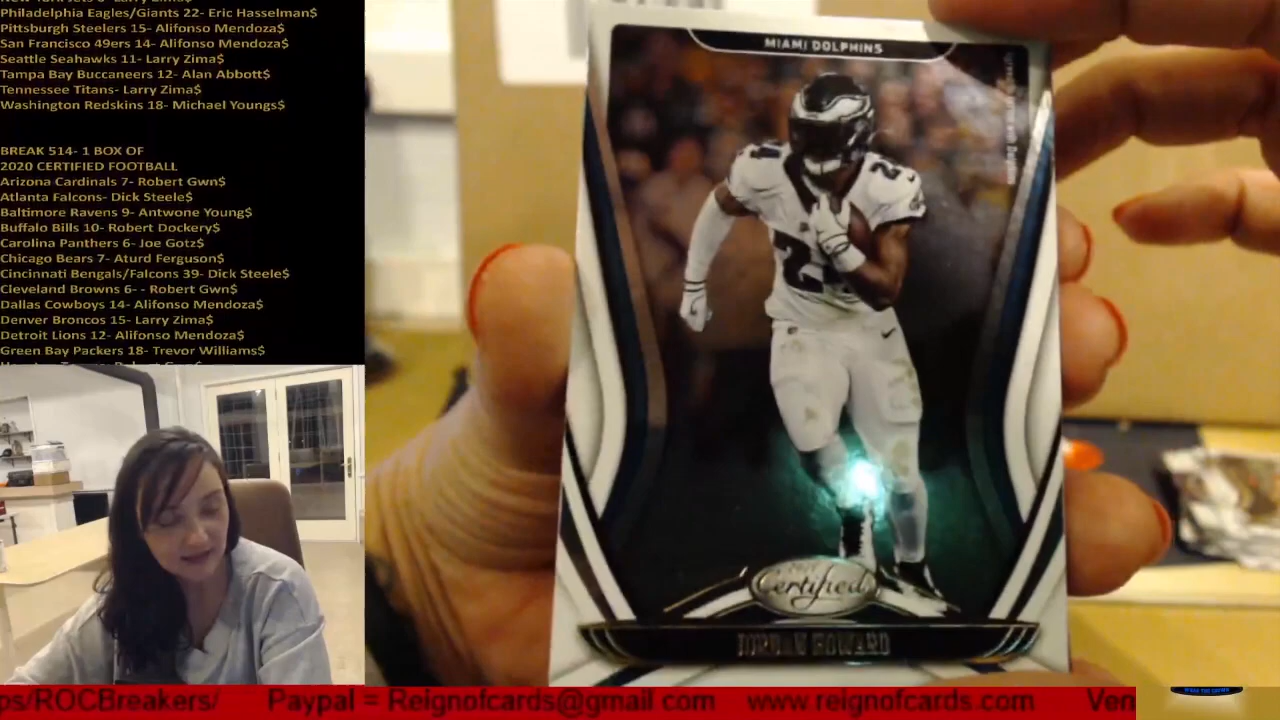 Philadelphia Eagles/Giants 22- Eric Hasselman$
Pittsburgh Steelers 15- Alifonso Mendoza$
San Francisco 49ers 14- Alifonso Mendoza$
Seattle Seahawks 11- Larry Zima$
Tampa Bay Buccaneers 12- Alan Abbott$
Tennessee Titans- Larry Zima$
Washington Redskins 18- Michael Youngs$
BREAK 514- 1 BOX OF
2020 CERTIFIED FOOTBALL
Arizona Cardinals 7- Robert Gwn$
Atlanta Falcons- Dick Steele$
Baltimore Ravens 9- Antwone Young$
Buffalo Bills 10- Robert Dockery$
Carolina Panthers 6- Joe Gotz$
Chicago Bears 7- Aturd Ferguson$
Cincinnati Bengals/Falcons 39- Dick Steele$
Cleveland Browns 6- - Robert Gwn$
Dallas Cowboys 14- Alifonso Mendoza$
Denver Broncos 15- Larry Zima$
Detroit Lions 12- Alifonso Mendoza$
Green Bay Packers 18- Trevor Williams$
MIAMI DOLPHINS
24
24
Certified
JORDAN HOWARD
ps/ROCBreakers/ Paypal = Reignofcards@gmail com www.reignofcards.com Ven